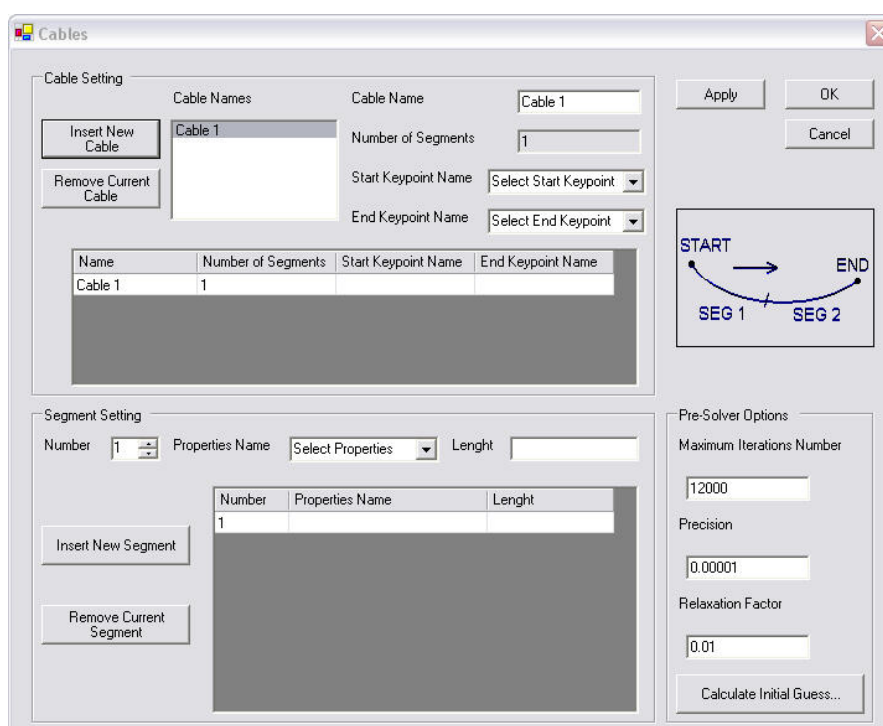 Cables
Cable Setting
Cable Names
Cable 1
Insert New Cable
Remove Current Cable
Cable Name
Cable 1
Number of Segments
1
Start Keypoint Name
Select Start Keypoint
End Keypoint Name
Select End Keypoint
Name Number of Segments Start Keypoint Name End Keypoint Name
Cable 1 1
Apply
OK
Cancel
START
END
SEG 1
SEG 2
Segment Setting
Number 1 Properties Name Select Properties Lenght
Number Properties Name Lenght
1
Insert New Segment
Remove Current Segment
Pre-Solver Options
Maximum Iterations Number
12000
Precision
0.00001
Relaxation Factor
0.01
Calculate Initial Guess...